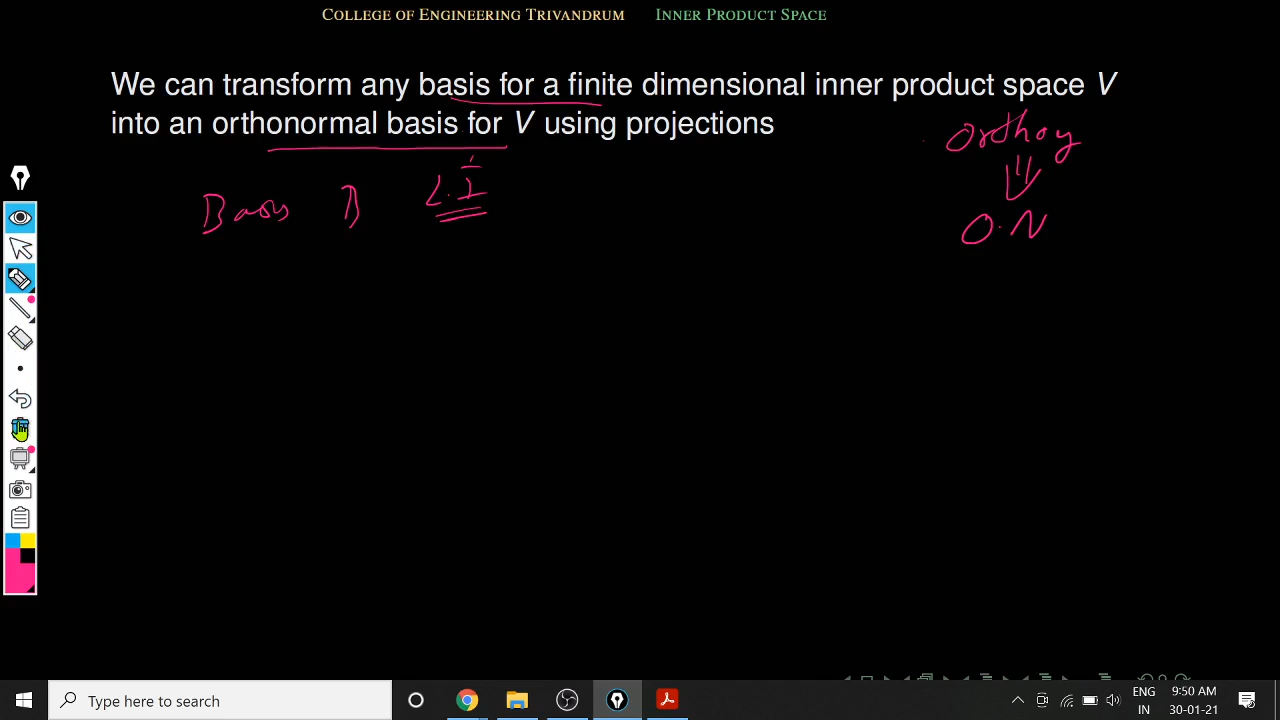 COLLEGE OF ENGINEERING TRIVANDRUM INNER PRODUCT SPACE
We can transform any basis for a finite dimensional inner product space V
into an orthonormal basis for V using projections
Orthog
O.N
Basis B L.I
Type here to search
ENG
IN
9:50 AM
30-01-21